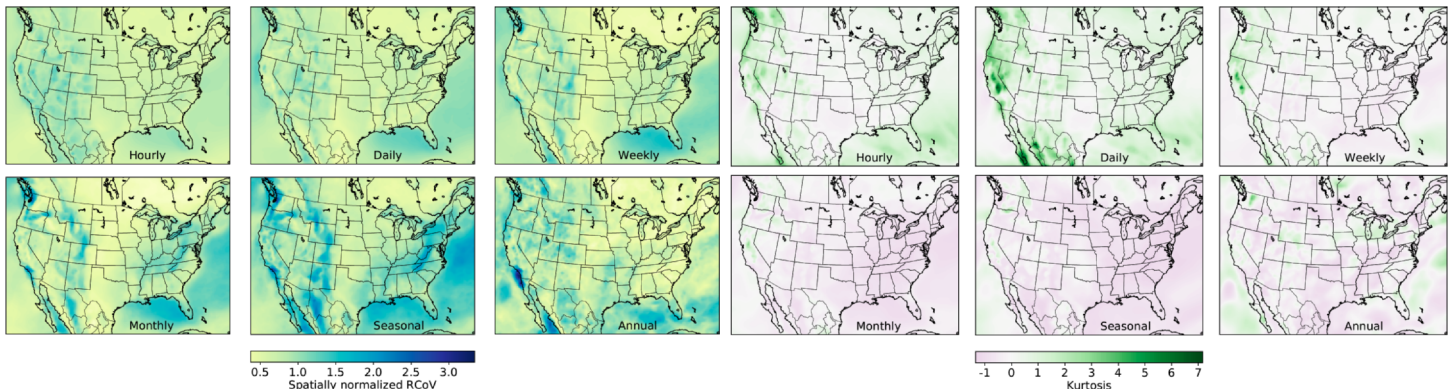 Hourly
Daily
Weekly
Hourly
Daily
Weekly
Monthly
Seasonal
Annual
Monthly
Seasonal
Annual
0.5 1.0 1.5 2.0 2.5 3.0
Spatially normalized RCoV
-1 0 1 2 3 4 5 6 7
Kurtosis